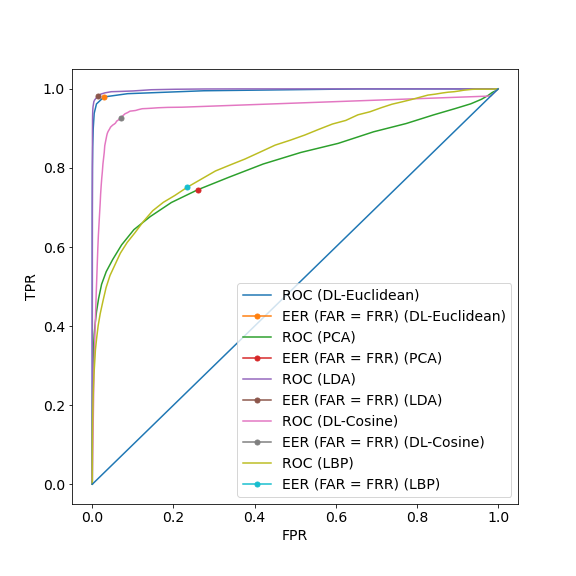 1.0
0.8
0.6
0.4
0.2
0.0
TPR
ROC (DL-Euclidean)
EER (FAR = FRR) (DL-Euclidean)
ROC (PCA)
EER (FAR = FRR) (PCA)
ROC (LDA)
EER (FAR = FRR) (LDA)
ROC (DL-Cosine)
EER (FAR = FRR) (DL-Cosine)
ROC (LBP)
EER (FAR = FRR) (LBP)
0.0 0.2 0.4 0.6 0.8 1.0
FPR